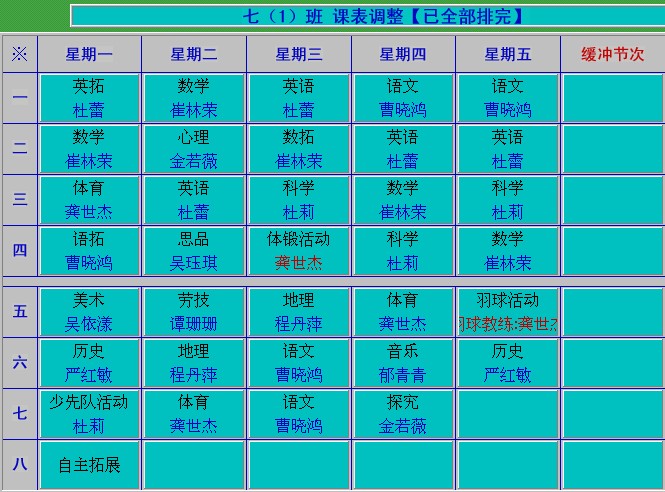 七（1）班 课表调整【已全部排完】
※ 星期一 星期二 星期三 星期四 星期五 缓冲节次
一 英拓 数学 英语 语文 语文
杜蕾 崔林荣 杜蕾 曹晓鸿 曹晓鸿
二 数学 心理 数拓 英语 英语
崔林荣 金若薇 崔林荣 杜蕾 杜蕾
三 体育 英语 科学 数学 科学
龚世杰 杜蕾 杜莉 崔林荣 杜莉
四 语拓 思品 体锻活动 科学 数学
曹晓鸿 吴珏琪 龚世杰 杜莉 崔林荣
五 美术 劳技 地理 体育 羽球活动
吴依漾 谭珊珊 程丹萍 龚世杰 羽球教练:龚世杰
六 历史 地理 语文 音乐 历史
严红敏 程丹萍 曹晓鸿 郁青青 严红敏
七 少先队活动 体育 语文 探究
杜莉 龚世杰 曹晓鸿 金若薇
八 自主拓展